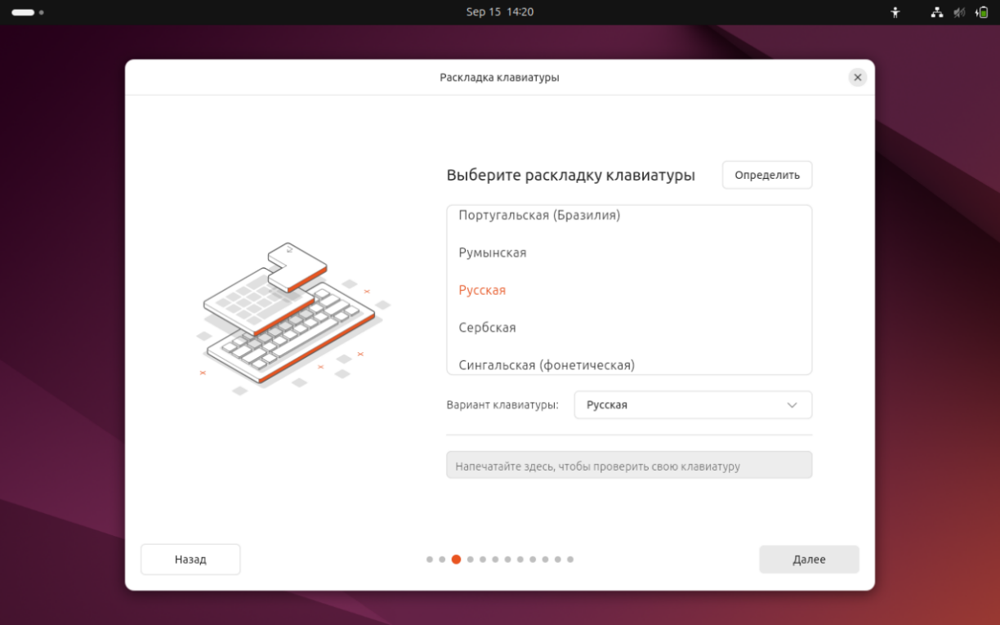 Sep 15 14:20
Раскладка клавиатуры
Выберите раскладку клавиатуры
Определить
Португальская (Бразилия)
Румынская
Русская
Сербская
Сингальская (фонетическая)
Вариант клавиатуры: Русская
Напечатайте здесь, чтобы проверить свою клавиатуру
Назад
Далее